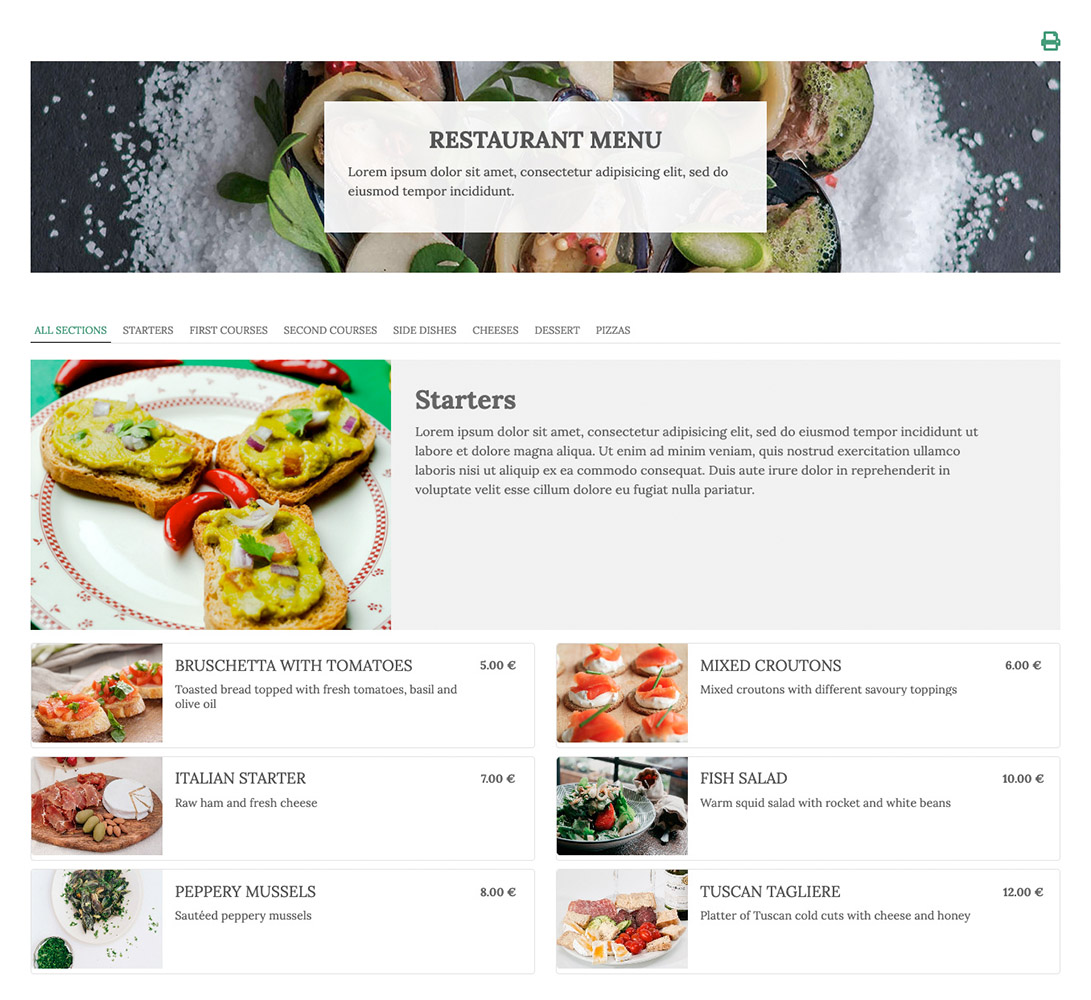 RESTAURANT MENU
Lorem ipsum dolor sit amet, consectetur adipisicing elit, sed do
eiusmod tempor incididunt.
ALL SECTIONS STARTERS FIRST COURSES SECOND COURSES SIDE DISHES CHEESES DESSERT PIZZAS
Starters
Lorem ipsum dolor sit amet, consectetur adipisicing elit, sed do eiusmod tempor incididunt ut
labore et dolore magna aliqua. Ut enim ad minim veniam, quis nostrud exercitation ullamco
laboris nisi ut aliquip ex ea commodo consequat. Duis aute irure dolor in reprehenderit in
voluptate velit esse cillum dolore eu fugiat nulla pariatur.
BRUSCHETTA WITH TOMATOES 5.00 €
Toasted bread topped with fresh tomatoes, basil and
olive oil
MIXED CROUTONS 6.00 €
Mixed croutons with different savoury toppings
ITALIAN STARTER 7.00 €
Raw ham and fresh cheese
FISH SALAD 10.00 €
Warm squid salad with rocket and white beans
PEPPERY MUSSELS 8.00 €
Sautéed peppery mussels
TUSCAN TAGLIERE 12.00 €
Platter of Tuscan cold cuts with cheese and honey